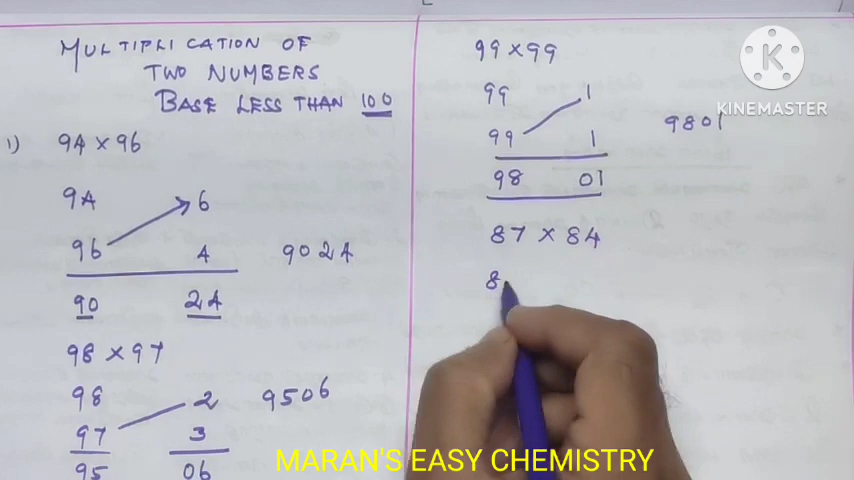 MULTIPLICATION OF
TWO NUMBERS
BASE LESS THAN 100
1) 94 × 96
94 6
96 4 9024
90 24
98 × 97
98 2 9506
97 3
95 06
99 × 99
99 1
99 1 9801
98 01
87 × 84
8
K
KINEMASTER
MARAN'S EASY CHEMISTRY